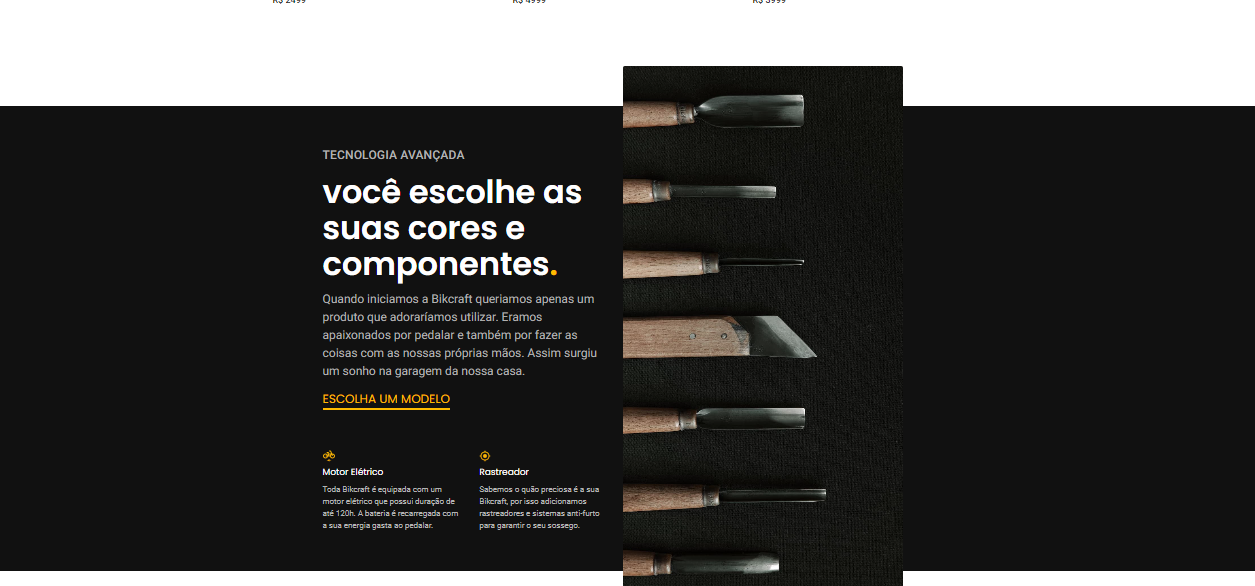 R$ 2499
R$ 4999
R$ 3999
TECNOLOGIA AVANÇADA
você escolhe as
suas cores e
componentes.
Quando iniciamos a Bikcraft queriamos apenas um
produto que adoraríamos utilizar. Eramos
apaixonados por pedalar e também por fazer as
coisas com as nossas próprias mãos. Assim surgiu
um sonho na garagem da nossa casa.
ESCOLHA UM MODELO
Motor Elétrico
Toda Bikcraft é equipada com um
motor elétrico que possui duração de
até 120h. A bateria é recarregada com
a sua energia gasta ao pedalar.
Rastreador
Sabemos o quão preciosa é a sua
Bikcraft, por isso adicionamos
rastreadores e sistemas anti-furto
para garantir o seu sossego.